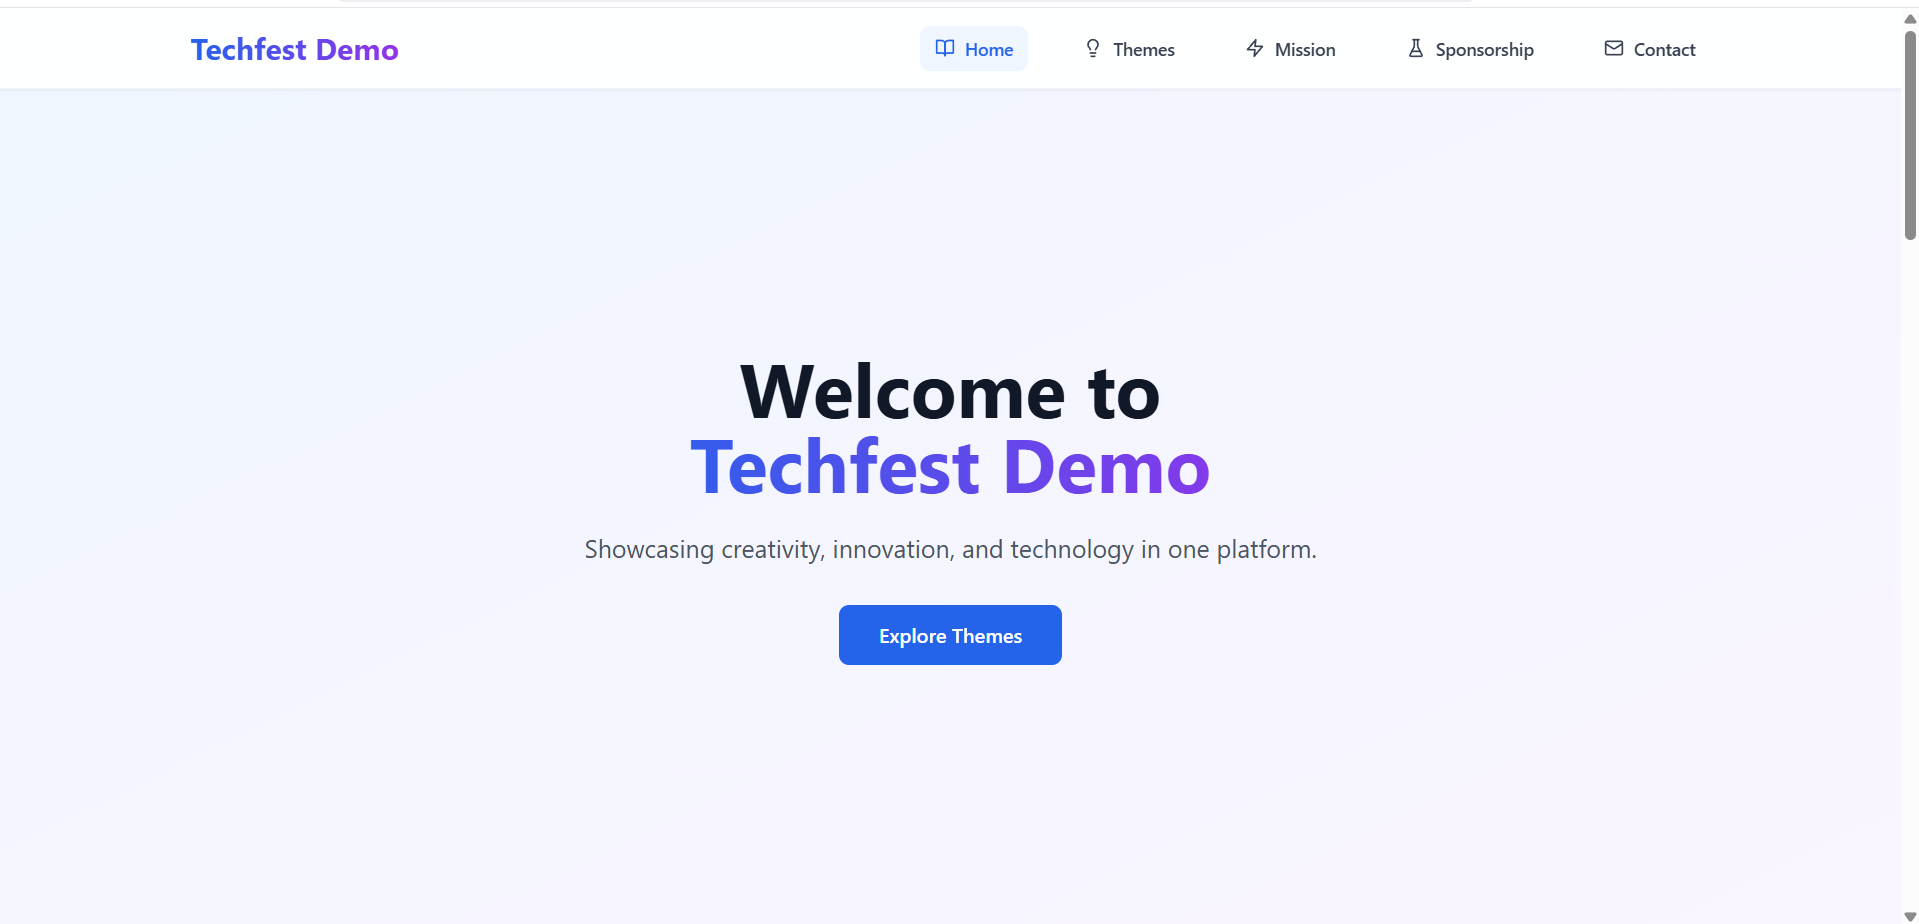 Techfest Demo
Home
Themes
Mission
Sponsorship
Contact
Welcome to
Techfest Demo
Showcasing creativity, innovation, and technology in one platform.
Explore Themes